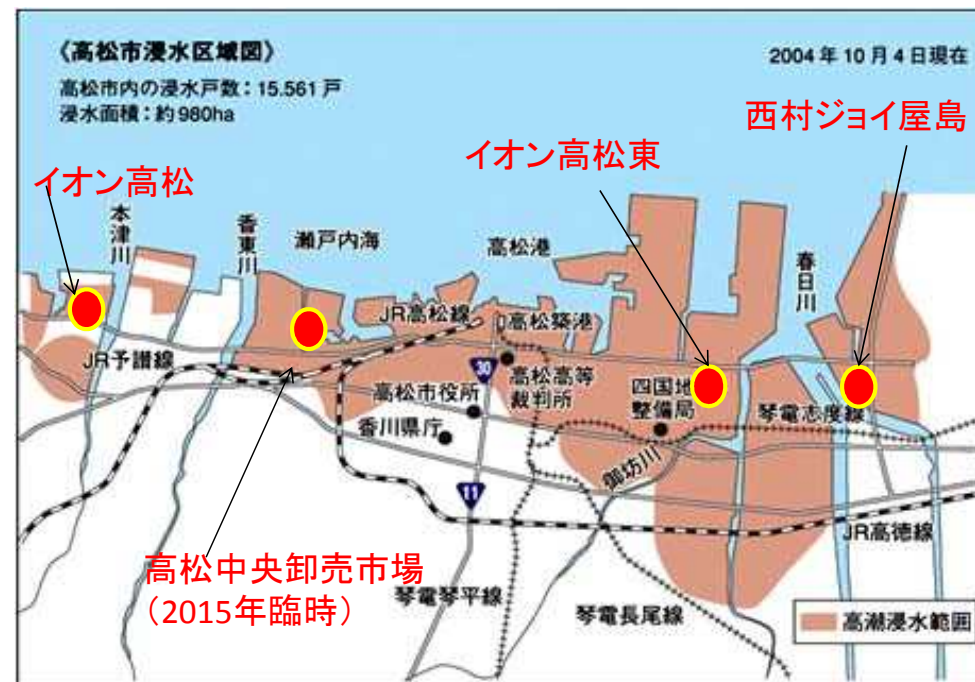 《高松市浸水区域図》
2004年10月4日現在
高松市内の浸水戸数：15.561戸
浸水面積：約980ha
西村ジョイ屋島
イオン高松東
イオン高松
本津川
香東川
瀬戸内海
高松港
春日川
JR高松線
高松築港
JR予讃線
30
高松高等
裁判所
高松市役所
四国地
整備局
琴電志度線
香川県庁
御坊川
11
JR高徳線
高松中央卸売市場
（2015年臨時）
琴電琴平線
琴電長尾線
高潮浸水範囲